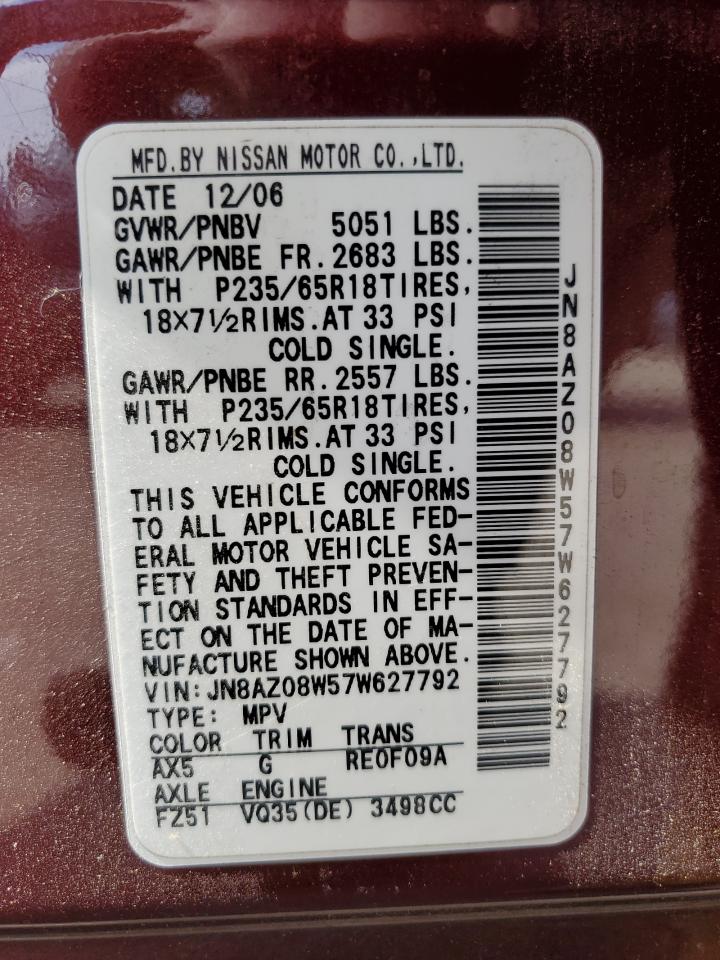 MFD.BY NISSAN MOTOR CO.,LTD.
DATE 12/06
GVWR/PNBV 5051 LBS.
GAWR/PNBE FR.2683 LBS.
WITH P235/65R18TIRES,
18×7½RIMS.AT 33 PSI
COLD SINGLE.
GAWR/PNBE RR.2557 LBS.
WITH P235/65R18TIRES,
18×7½RIMS.AT 33 PSI
COLD SINGLE.
THIS VEHICLE CONFORMS
TO ALL APPLICABLE FED-
ERAL MOTOR VEHICLE SA-
FETY AND THEFT PREVEN-
TION STANDARDS IN EFF-
ECT ON THE DATE OF MA-
NUFACTURE SHOWN ABOVE.
VIN:JN8AZ08W57W627792
TYPE: MPV
COLOR TRIM TRANS
AX5 G RE0F09A
AXLE ENGINE
FZ51 VQ35(DE) 3498CC
JN8AZ08W57W627792